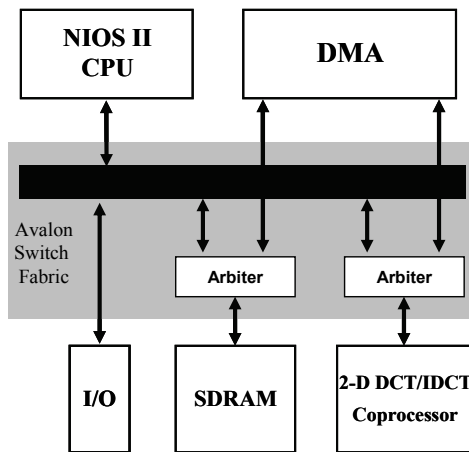 NIOS II
CPU
DMA
Avalon
Switch
Fabric
Arbiter
Arbiter
I/O
SDRAM
2-D DCT/IDCT
Coprocessor